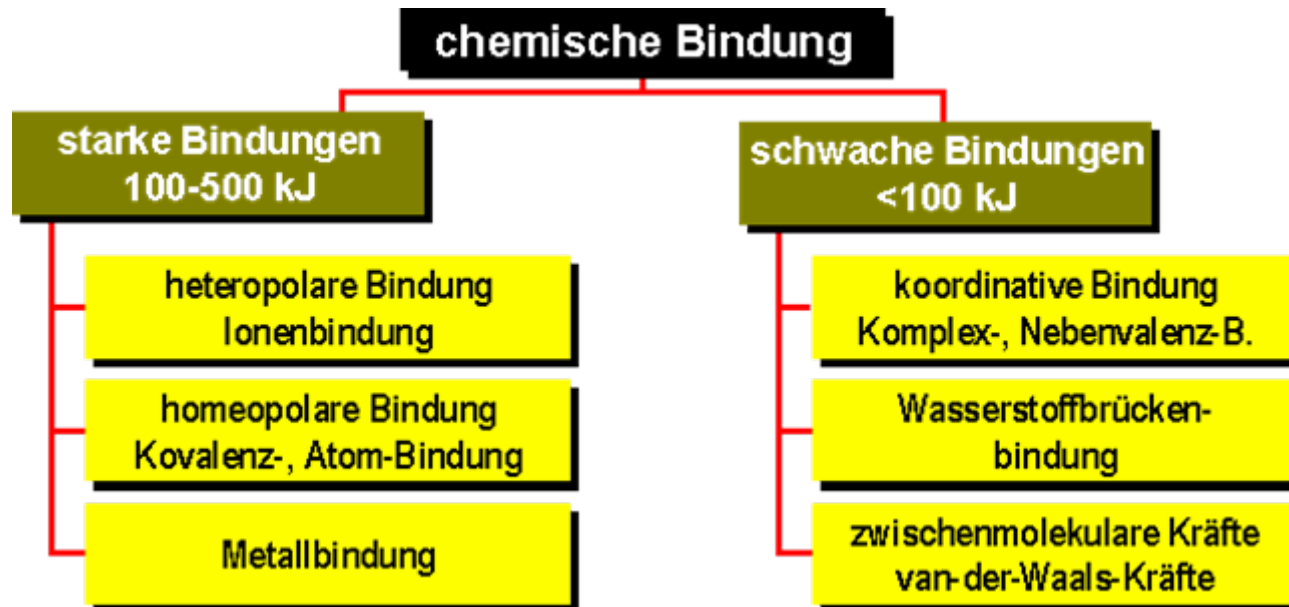 chemische Bindung
starke Bindungen
100-500 kJ
heteropolare Bindung
Ionenbindung
homeopolare Bindung
Kovalenz-, Atom-Bindung
Metallbindung
schwache Bindungen
<100 kJ
koordinative Bindung
Komplex-, Nebenvalenz-B.
Wasserstoffbrücken-
bindung
zwischenmolekulare Kräfte
van-der-Waals-Kräfte